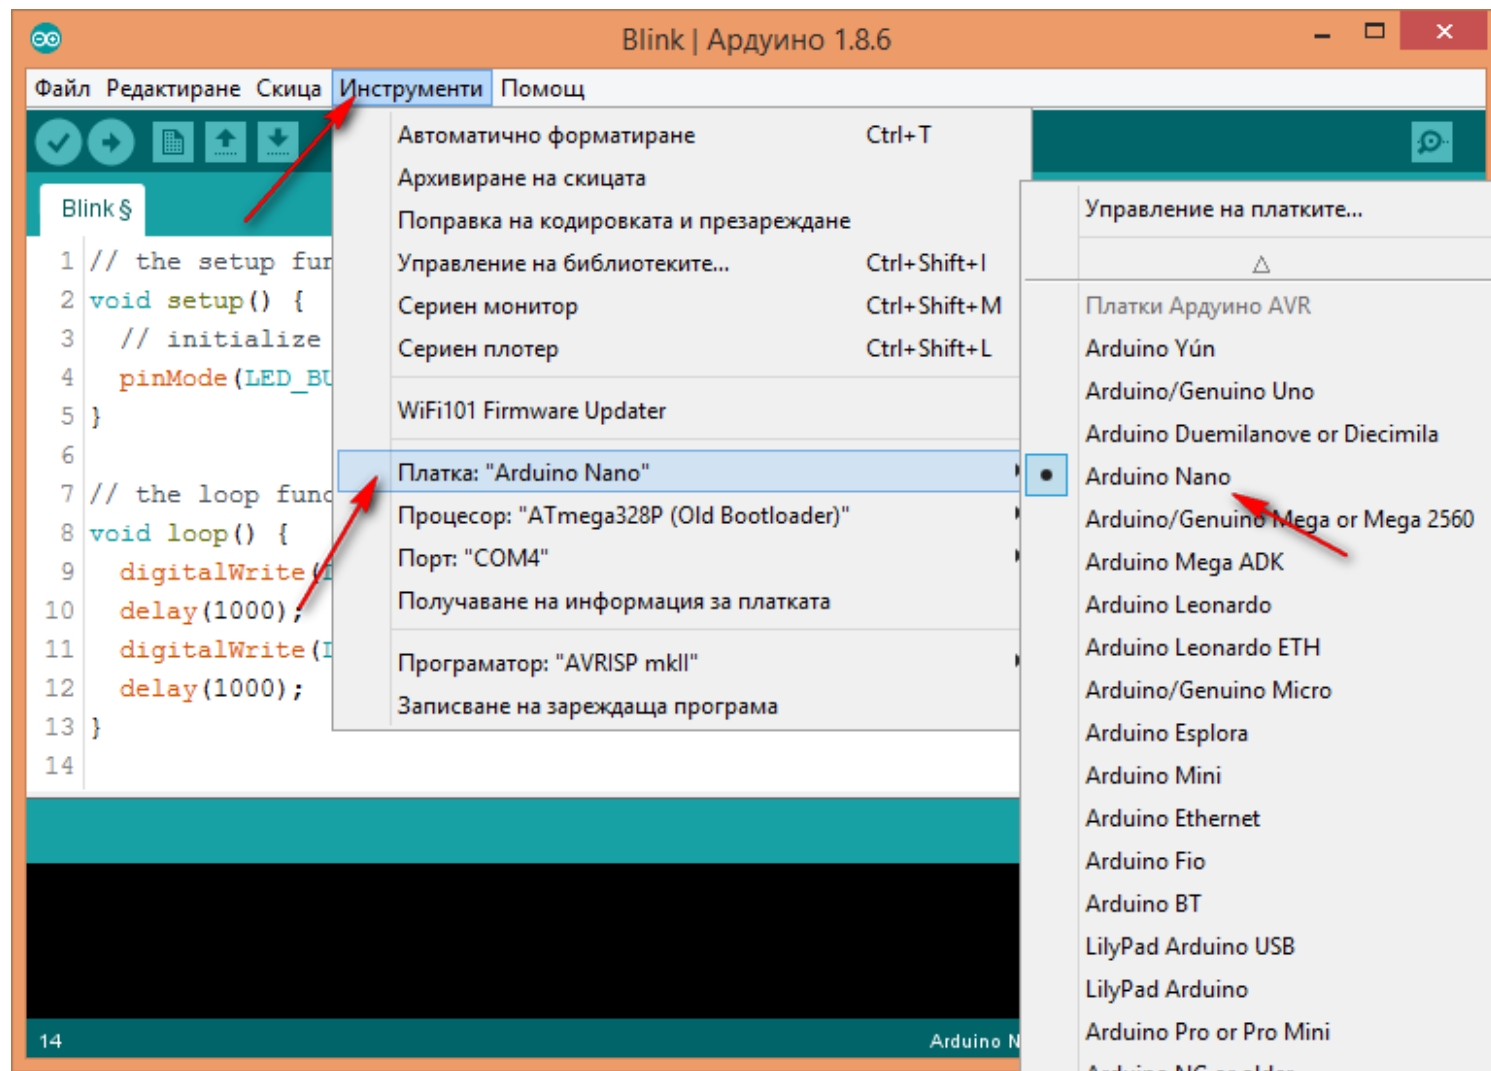 Blink | Ардуино 1.8.6
Файл Редактиране Скица Инструменти Помощ
Автоматично форматиране Ctrl+T
Архивиране на скицата
Поправка на кодировката и презареждане
Управление на библиотеките... Ctrl+Shift+I
Сериен монитор Ctrl+Shift+M
Сериен плотер Ctrl+Shift+L
WiFi101 Firmware Updater
Платка: "Arduino Nano"
Процесор: "ATmega328P (Old Bootloader)"
Порт: "COM4"
Получаване на информация за платката
Програматор: "AVRISP mkII"
Записване на зареждаща програма
Управление на платките...
Платки Ардуино AVR
Arduino Yún
Arduino/Genuino Uno
Arduino Duemilanove or Diecimila
Arduino Nano
Arduino/Genuino Mega or Mega 2560
Arduino Mega ADK
Arduino Leonardo
Arduino Leonardo ETH
Arduino/Genuino Micro
Arduino Esplora
Arduino Mini
Arduino Ethernet
Arduino Fio
Arduino BT
LilyPad Arduino USB
LilyPad Arduino
Arduino Pro or Pro Mini
Blink §
1 // the setup fun
2 void setup() {
3 // initialize
4 pinMode(LED_BU
5 }
6
7 // the loop func
8 void loop() {
9 digitalWrite(
10 delay(1000);
11 digitalWrite(
12 delay(1000);
13 }
14
14 Arduino N